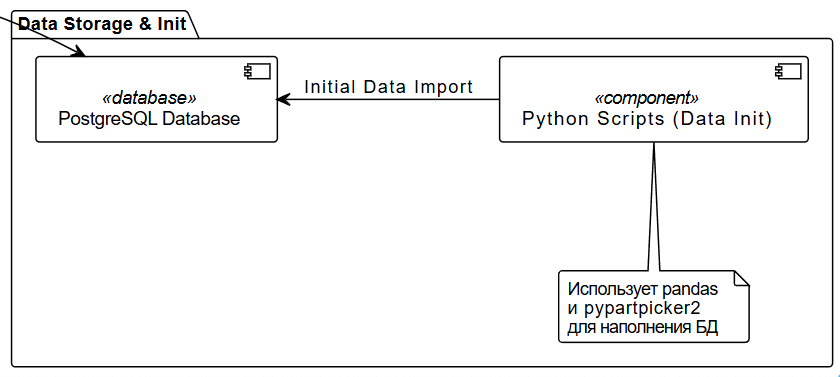 Data Storage & Init
«database»
PostgreSQL Database
Initial Data Import
«component»
Python Scripts (Data Init)
Использует pandas
и pypartpicker2
для наполнения БД